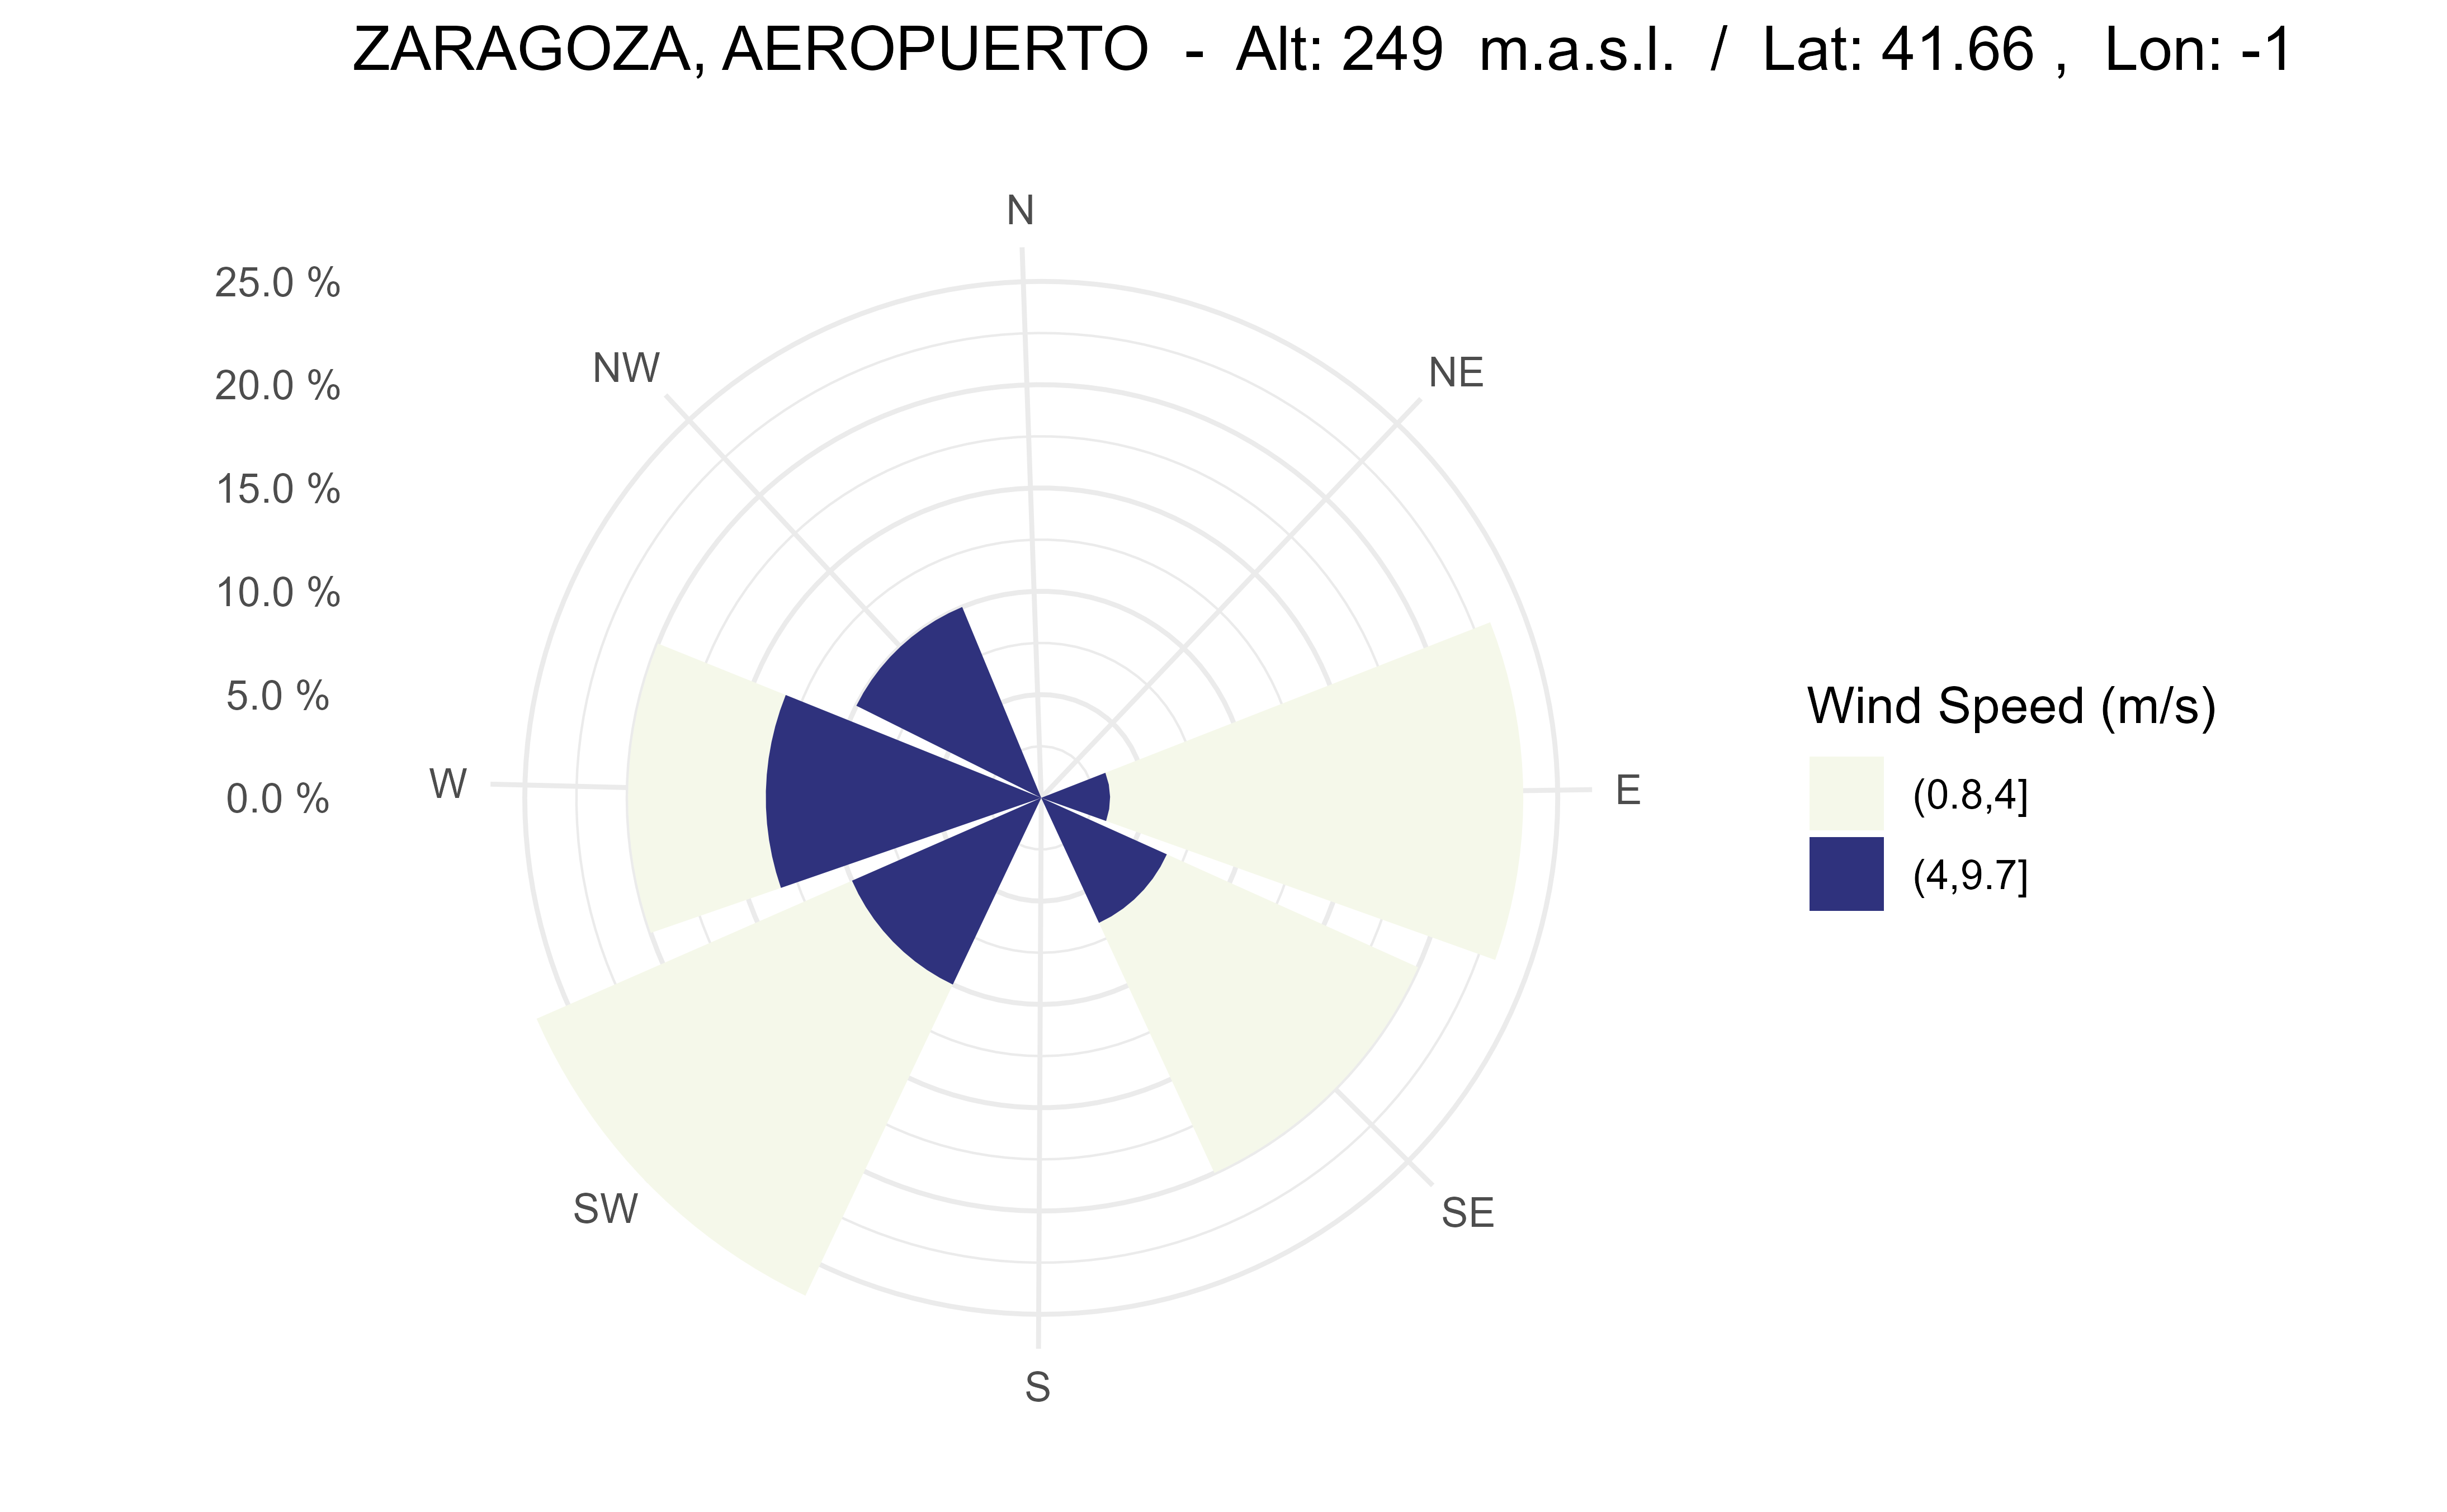 ZARAGOZA, AEROPUERTO - Alt: 249 m.a.s.l. / Lat: 41.66 , Lon: -1
N
25.0 %
NW
NE
20.0 %
15.0 %
10.0 %
5.0 %
Wind Speed (m/s)
W
0.0 %
E
(0.8,4]
(4,9.7]
SW
SE
S